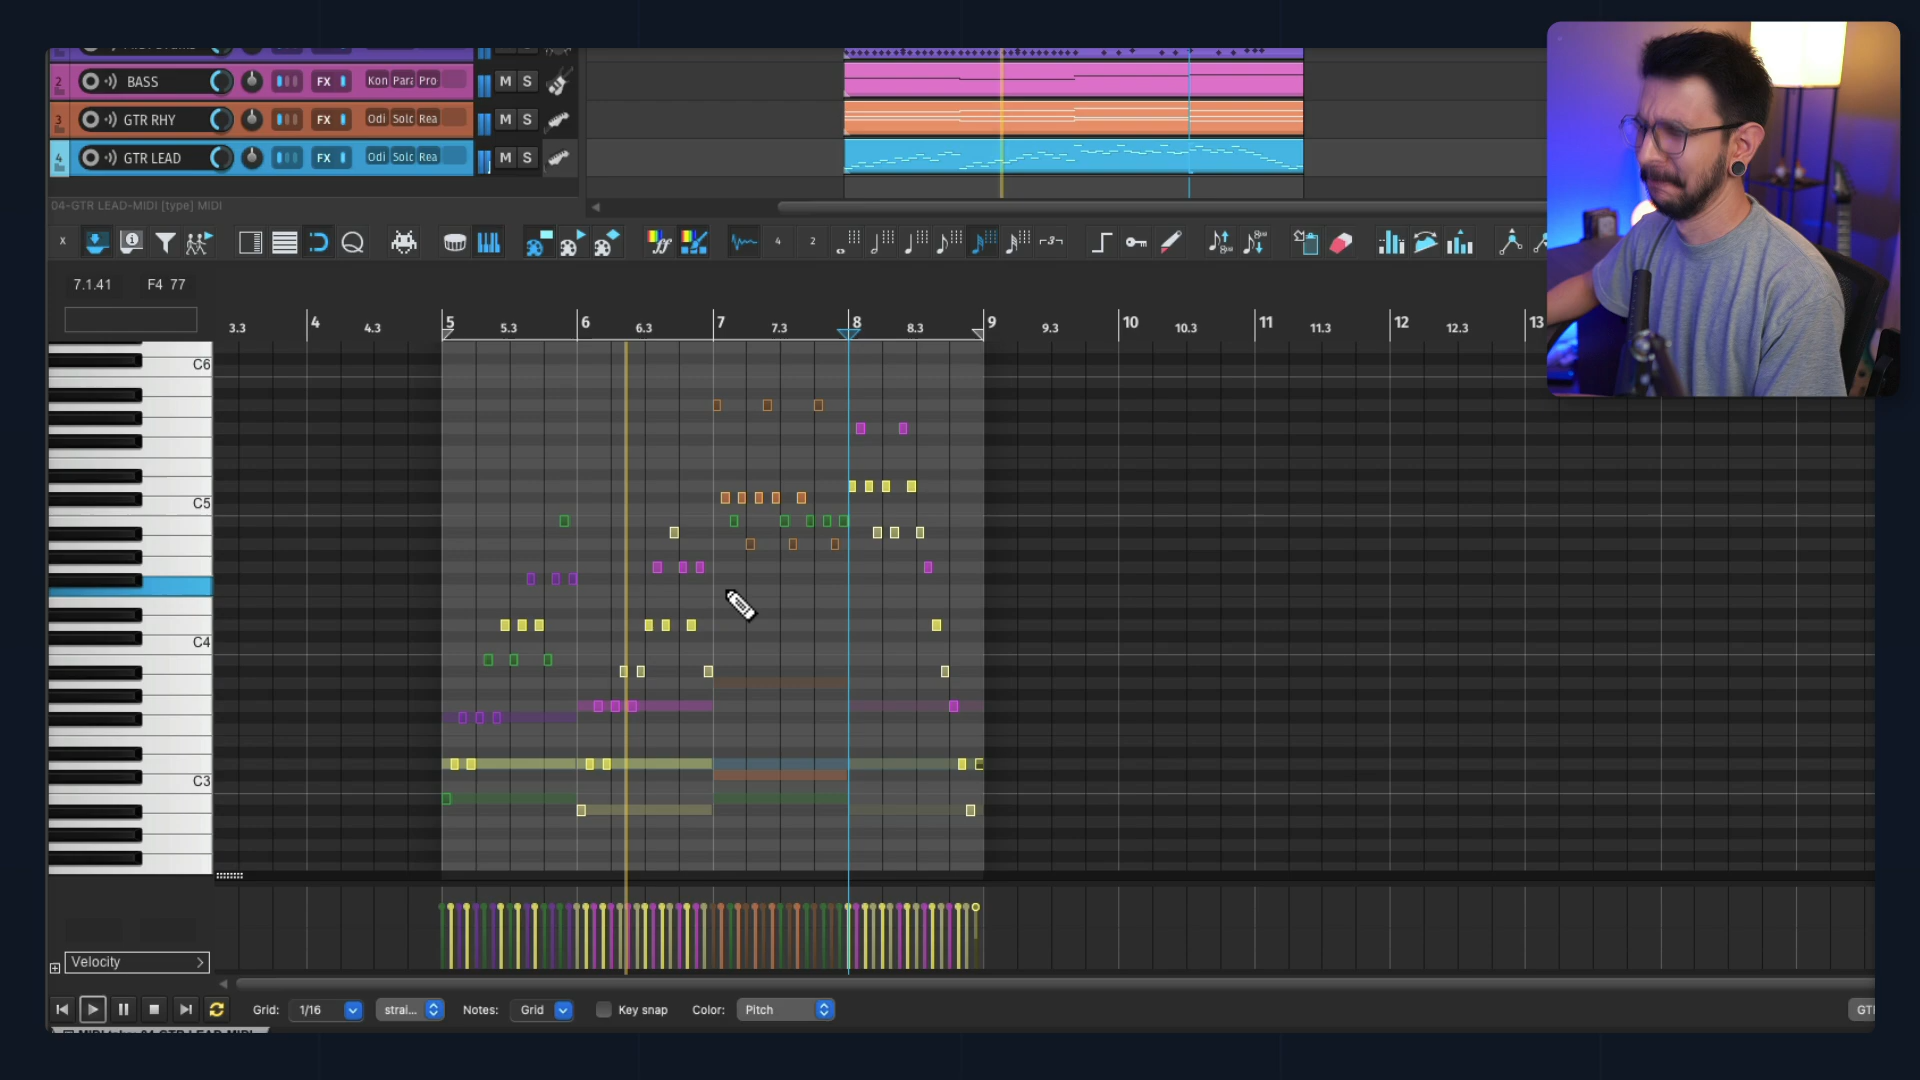 2 BASS FX Kon Para Pro M S
3 GTR RHY FX Odi Solc Rea M S
4 GTR LEAD FX Odi Solc Rea M S
04-GTR LEAD-MIDI [type] MIDI
x 4 2 3
7.1.41 F4 77
3.3 4 4.3 5 5.3 6 6.3 7 7.3 8 8.3 9 9.3 10 10.3 11 11.3 12 12.3 13
C6
C5
C4
C3
Velocity
Grid: 1/16 strai... Notes: Grid Key snap Color: Pitch GTI